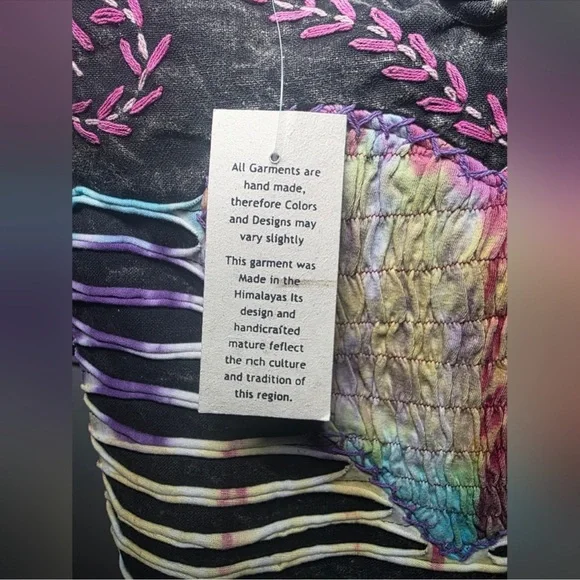 All Garments are
hand made,
therefore Colors
and Designs may
vary slightly
This garment was
Made in the
Himalayas Its
design and
handicrafted
mature feflect
the rich culture
and tradition of
this region.